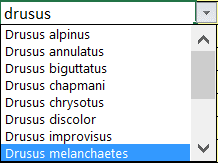 drusus
Drusus alpinus
Drusus annulatus
Drusus biguttatus
Drusus chapmani
Drusus chrysotus
Drusus discolor
Drusus improvisus
Drusus melanchaetes